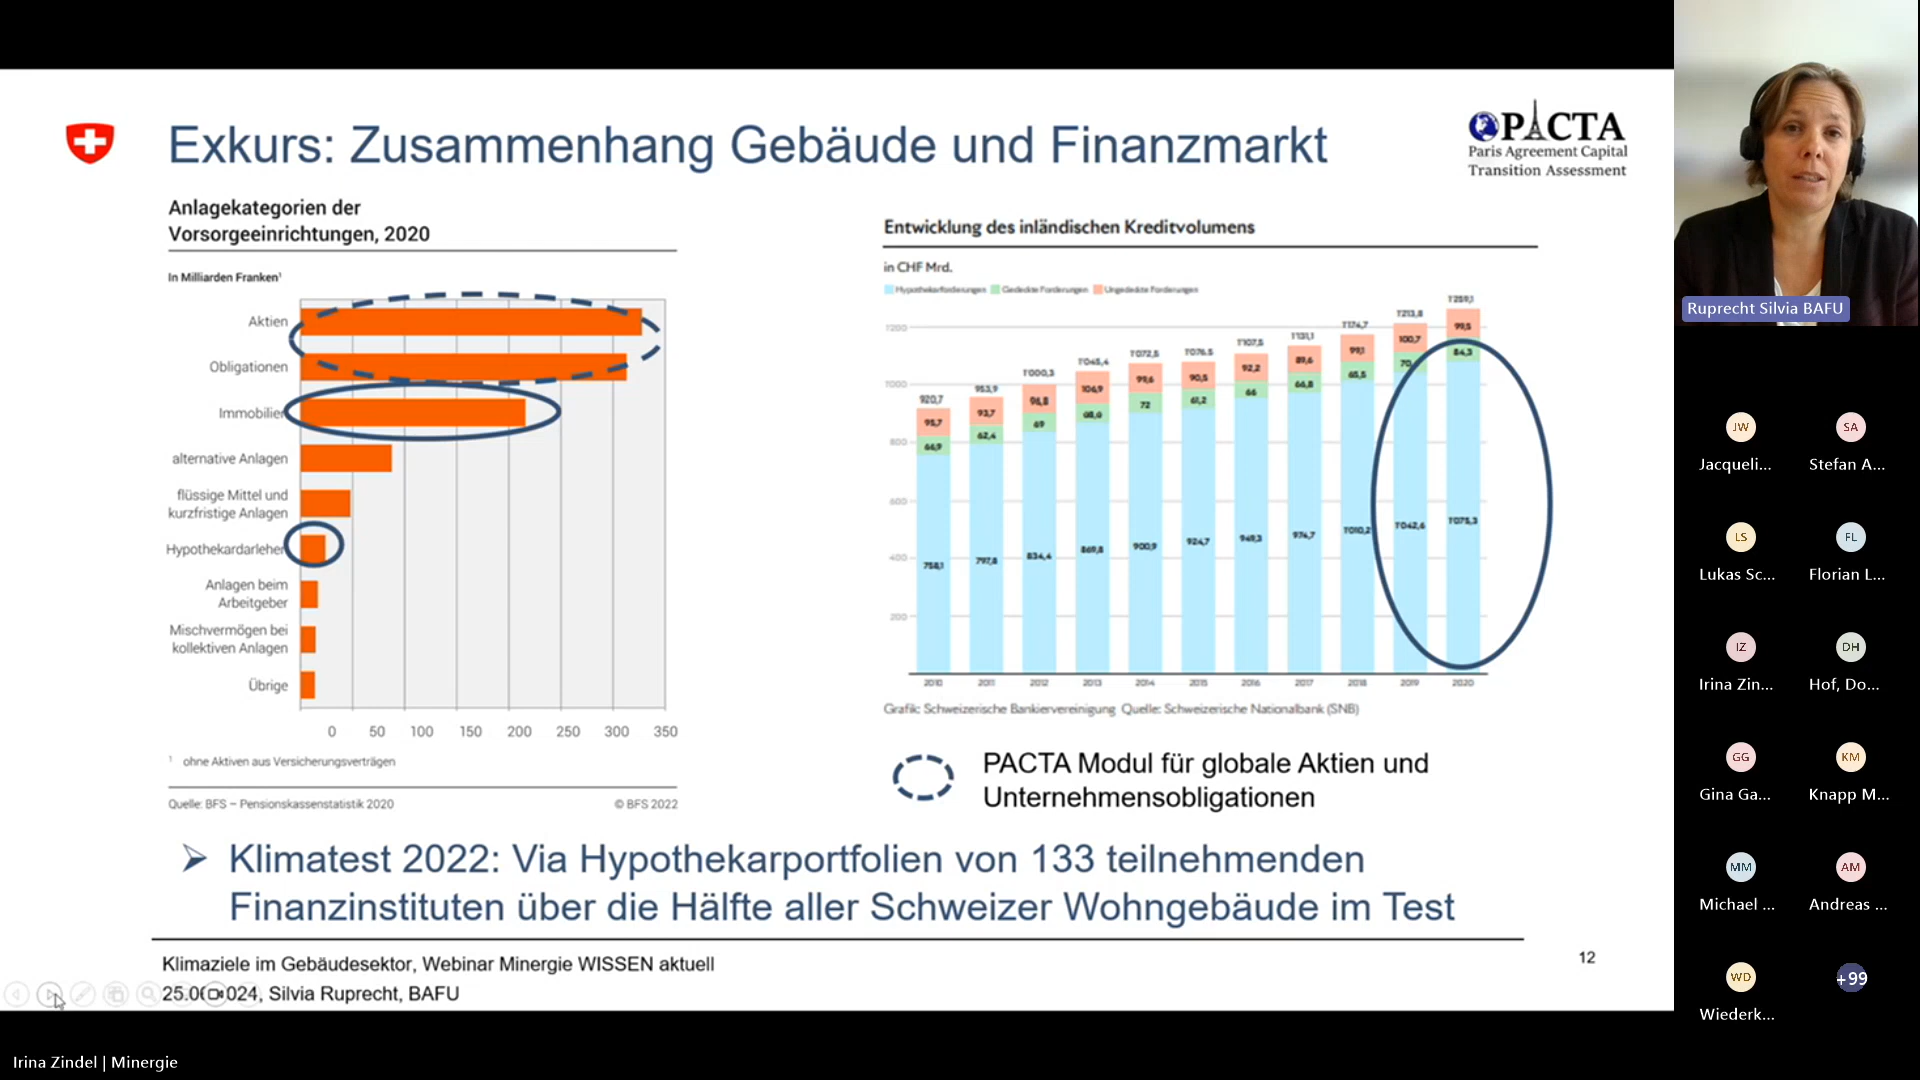 Exkurs: Zusammenhang Gebäude und Finanzmarkt
PACTA
Paris Agreement Capital
Transition Assessment
Anlagekategorien der
Vorsorgeeinrichtungen, 2020
In Milliarden Franken¹
Aktien
Obligationen
Immobilien
alternative Anlagen
flüssige Mittel und
kurzfristige Anlagen
Hypothekardarlehen
Anlagen beim
Arbeitgeber
Mischvermögen bei
kollektiven Anlagen
Übrige
0 50 100 150 200 250 300 350
¹ ohne Aktiven aus Versicherungsverträgen
Quelle: BFS – Pensionskassenstatistik 2020 © BFS 2022
Entwicklung des inländischen Kreditvolumens
in CHF Mrd.
Hypothekarforderungen Gedeckte Forderungen Ungedeckte Forderungen
920,7 953,9 1'000,3 1'045,4 1'072,5 1'076.5 1'107,5 1'131,1 1'174,7 1'213,8 1'259,1
95,7 93,7 96,8 106,9 99,6 90,5 92,2 89,6 99,1 100,7 99,5
66,9 62,4 69 72 61,2 66 66,8 65,5 70, 84,3
758,1 797,8 834,4 869,8 900,9 924,7 949,3 974,7 1'010,2 1'042,6 1'075,3
1'200
1'000
800
600
400
200
2010 2011 2012 2013 2014 2015 2016 2017 2018 2019 2020
Grafik: Schweizerische Bankiervereinigung Quelle: Schweizerische Nationalbank (SNB)
PACTA Modul für globale Aktien und
Unternehmensobligationen
Klimatest 2022: Via Hypothekarportfolien von 133 teilnehmenden
Finanzinstituten über die Hälfte aller Schweizer Wohngebäude im Test
Klimaziele im Gebäudesektor, Webinar Minergie WISSEN aktuell
25.0 024, Silvia Ruprecht, BAFU
12
Irina Zindel | Minergie
Ruprecht Silvia BAFU
JW SA
Jacqueli... Stefan A...
LS FL
Lukas Sc... Florian L...
IZ DH
Irina Zin... Hof, Do...
GG KM
Gina Ga... Knapp M...
MM AM
Michael ... Andreas ...
WD +99
Wiederk...